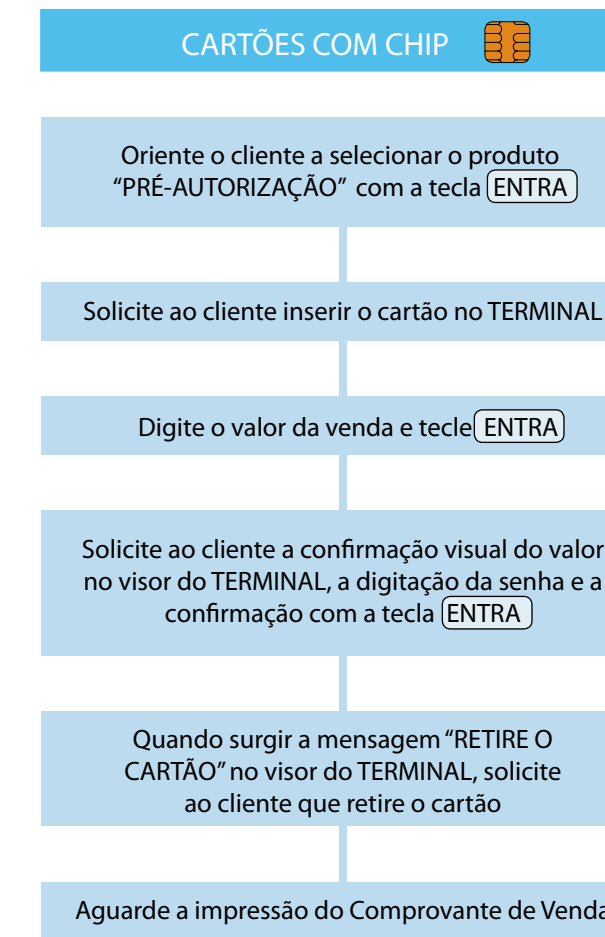 CARTÕES COM CHIP
Oriente o cliente a selecionar o produto
“PRÉ-AUTORIZAÇÃO” com a tecla ENTRA
Solicite ao cliente inserir o cartão no TERMINAL
Digite o valor da venda e tecle ENTRA
Solicite ao cliente a confirmação visual do valor
no visor do TERMINAL, a digitação da senha e a
confirmação com a tecla ENTRA
Quando surgir a mensagem “RETIRE O
CARTÃO” no visor do TERMINAL, solicite
ao cliente que retire o cartão
Aguarde a impressão do Comprovante de Venda